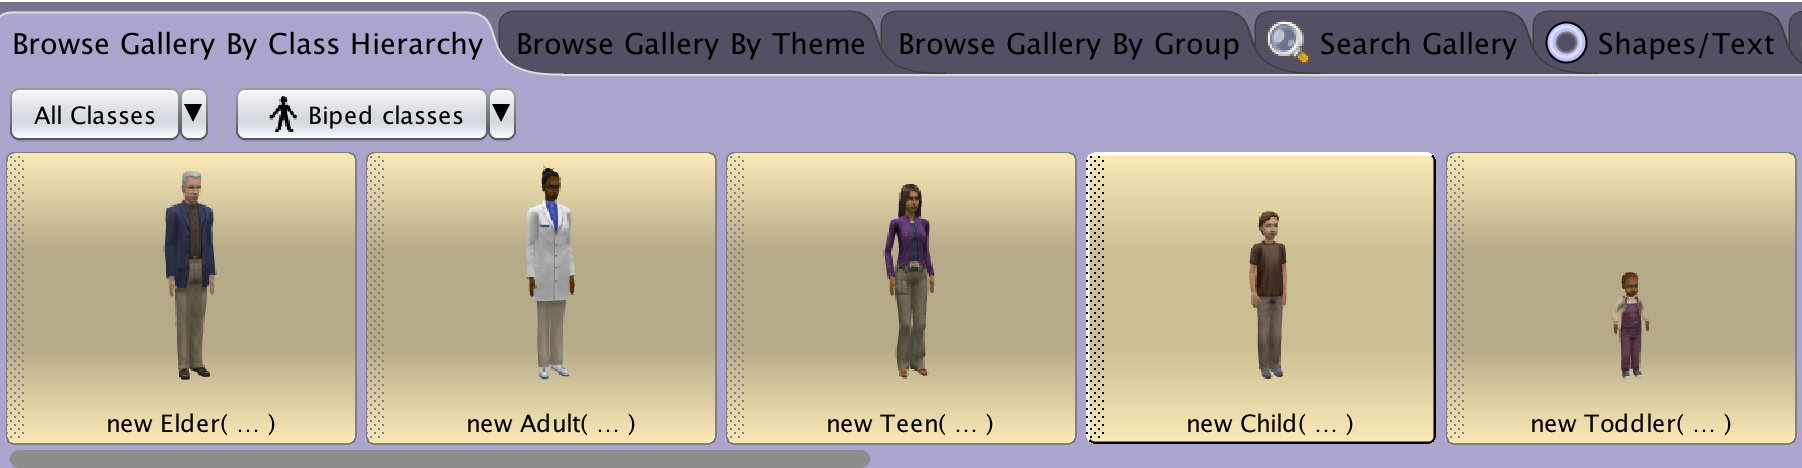 Browse Gallery By Class Hierarchy
Browse Gallery By Theme
Browse Gallery By Group
Search Gallery
Shapes/Text
All Classes
Biped classes
new Elder( ... )
new Adult( ... )
new Teen( ... )
new Child( ... )
new Toddler( ... )